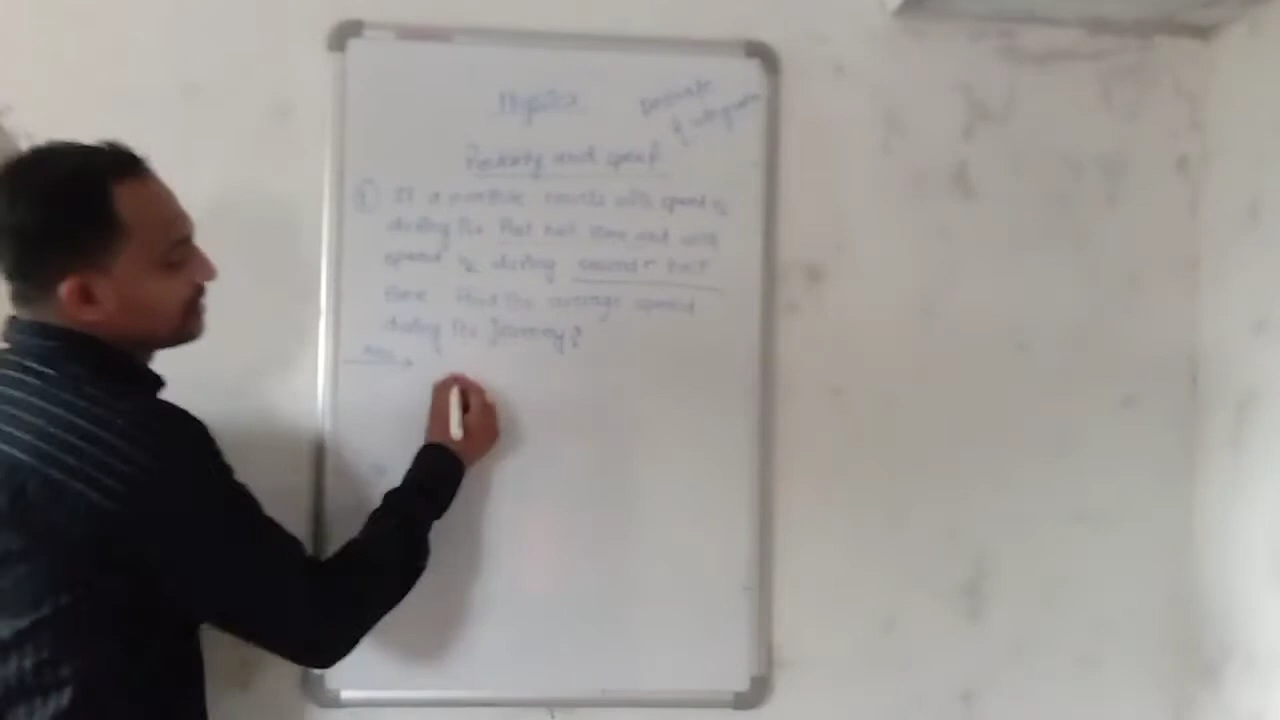 Physics
Velocity and speed
If a particle travels with speed v₁
during the first half time and with
speed v₂ during second half
time. Find the average speed
during the Journey?